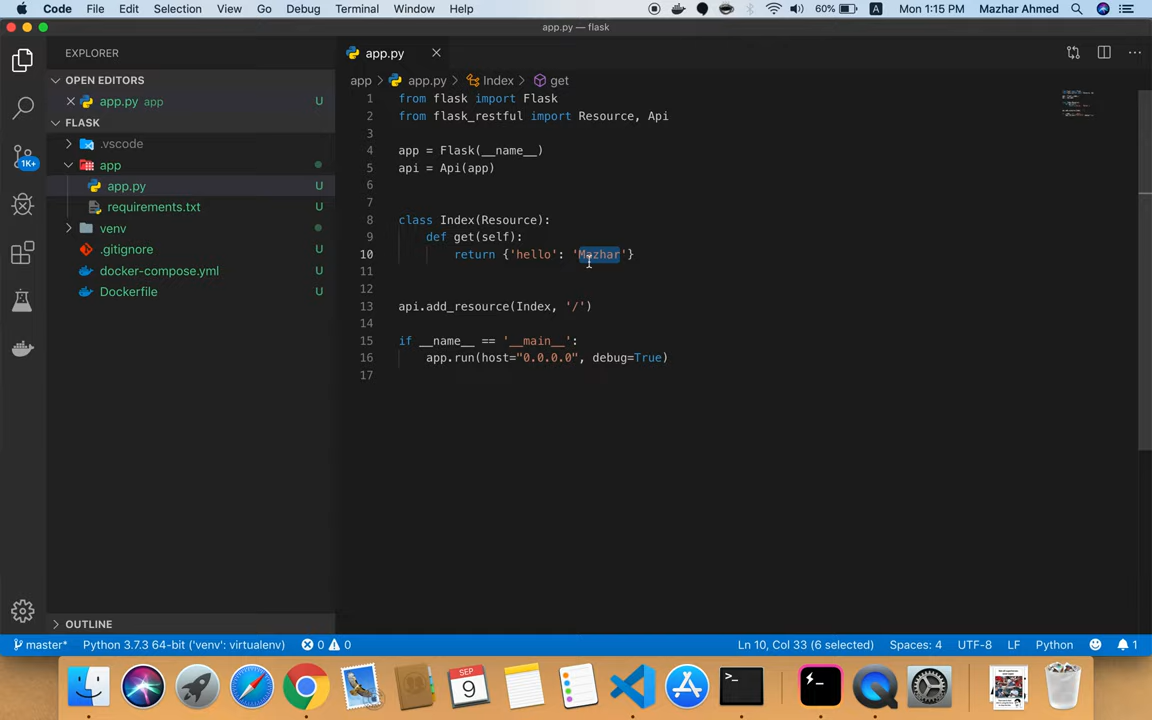 Code File Edit Selection View Go Debug Terminal Window Help 60% A Mon 1:15 PM Mazhar Ahmed
app.py — flask
EXPLORER
OPEN EDITORS
app.py app U
FLASK
.vscode
app
app.py U
requirements.txt U
venv
.gitignore U
docker-compose.yml U
Dockerfile U
OUTLINE
app.py
app > app.py > Index > get
1 from flask import Flask
2 from flask_restful import Resource, Api
3
4 app = Flask(__name__)
5 api = Api(app)
6
7
8 class Index(Resource):
9 def get(self):
10 return {'hello': 'Mazhar'}
11
12
13 api.add_resource(Index, '/')
14
15 if __name__ == '__main__':
16 app.run(host="0.0.0.0", debug=True)
17
1K+
master* Python 3.7.3 64-bit ('venv': virtualenv) 0 0 Ln 10, Col 33 (6 selected) Spaces: 4 UTF-8 LF Python 1
SEP
9